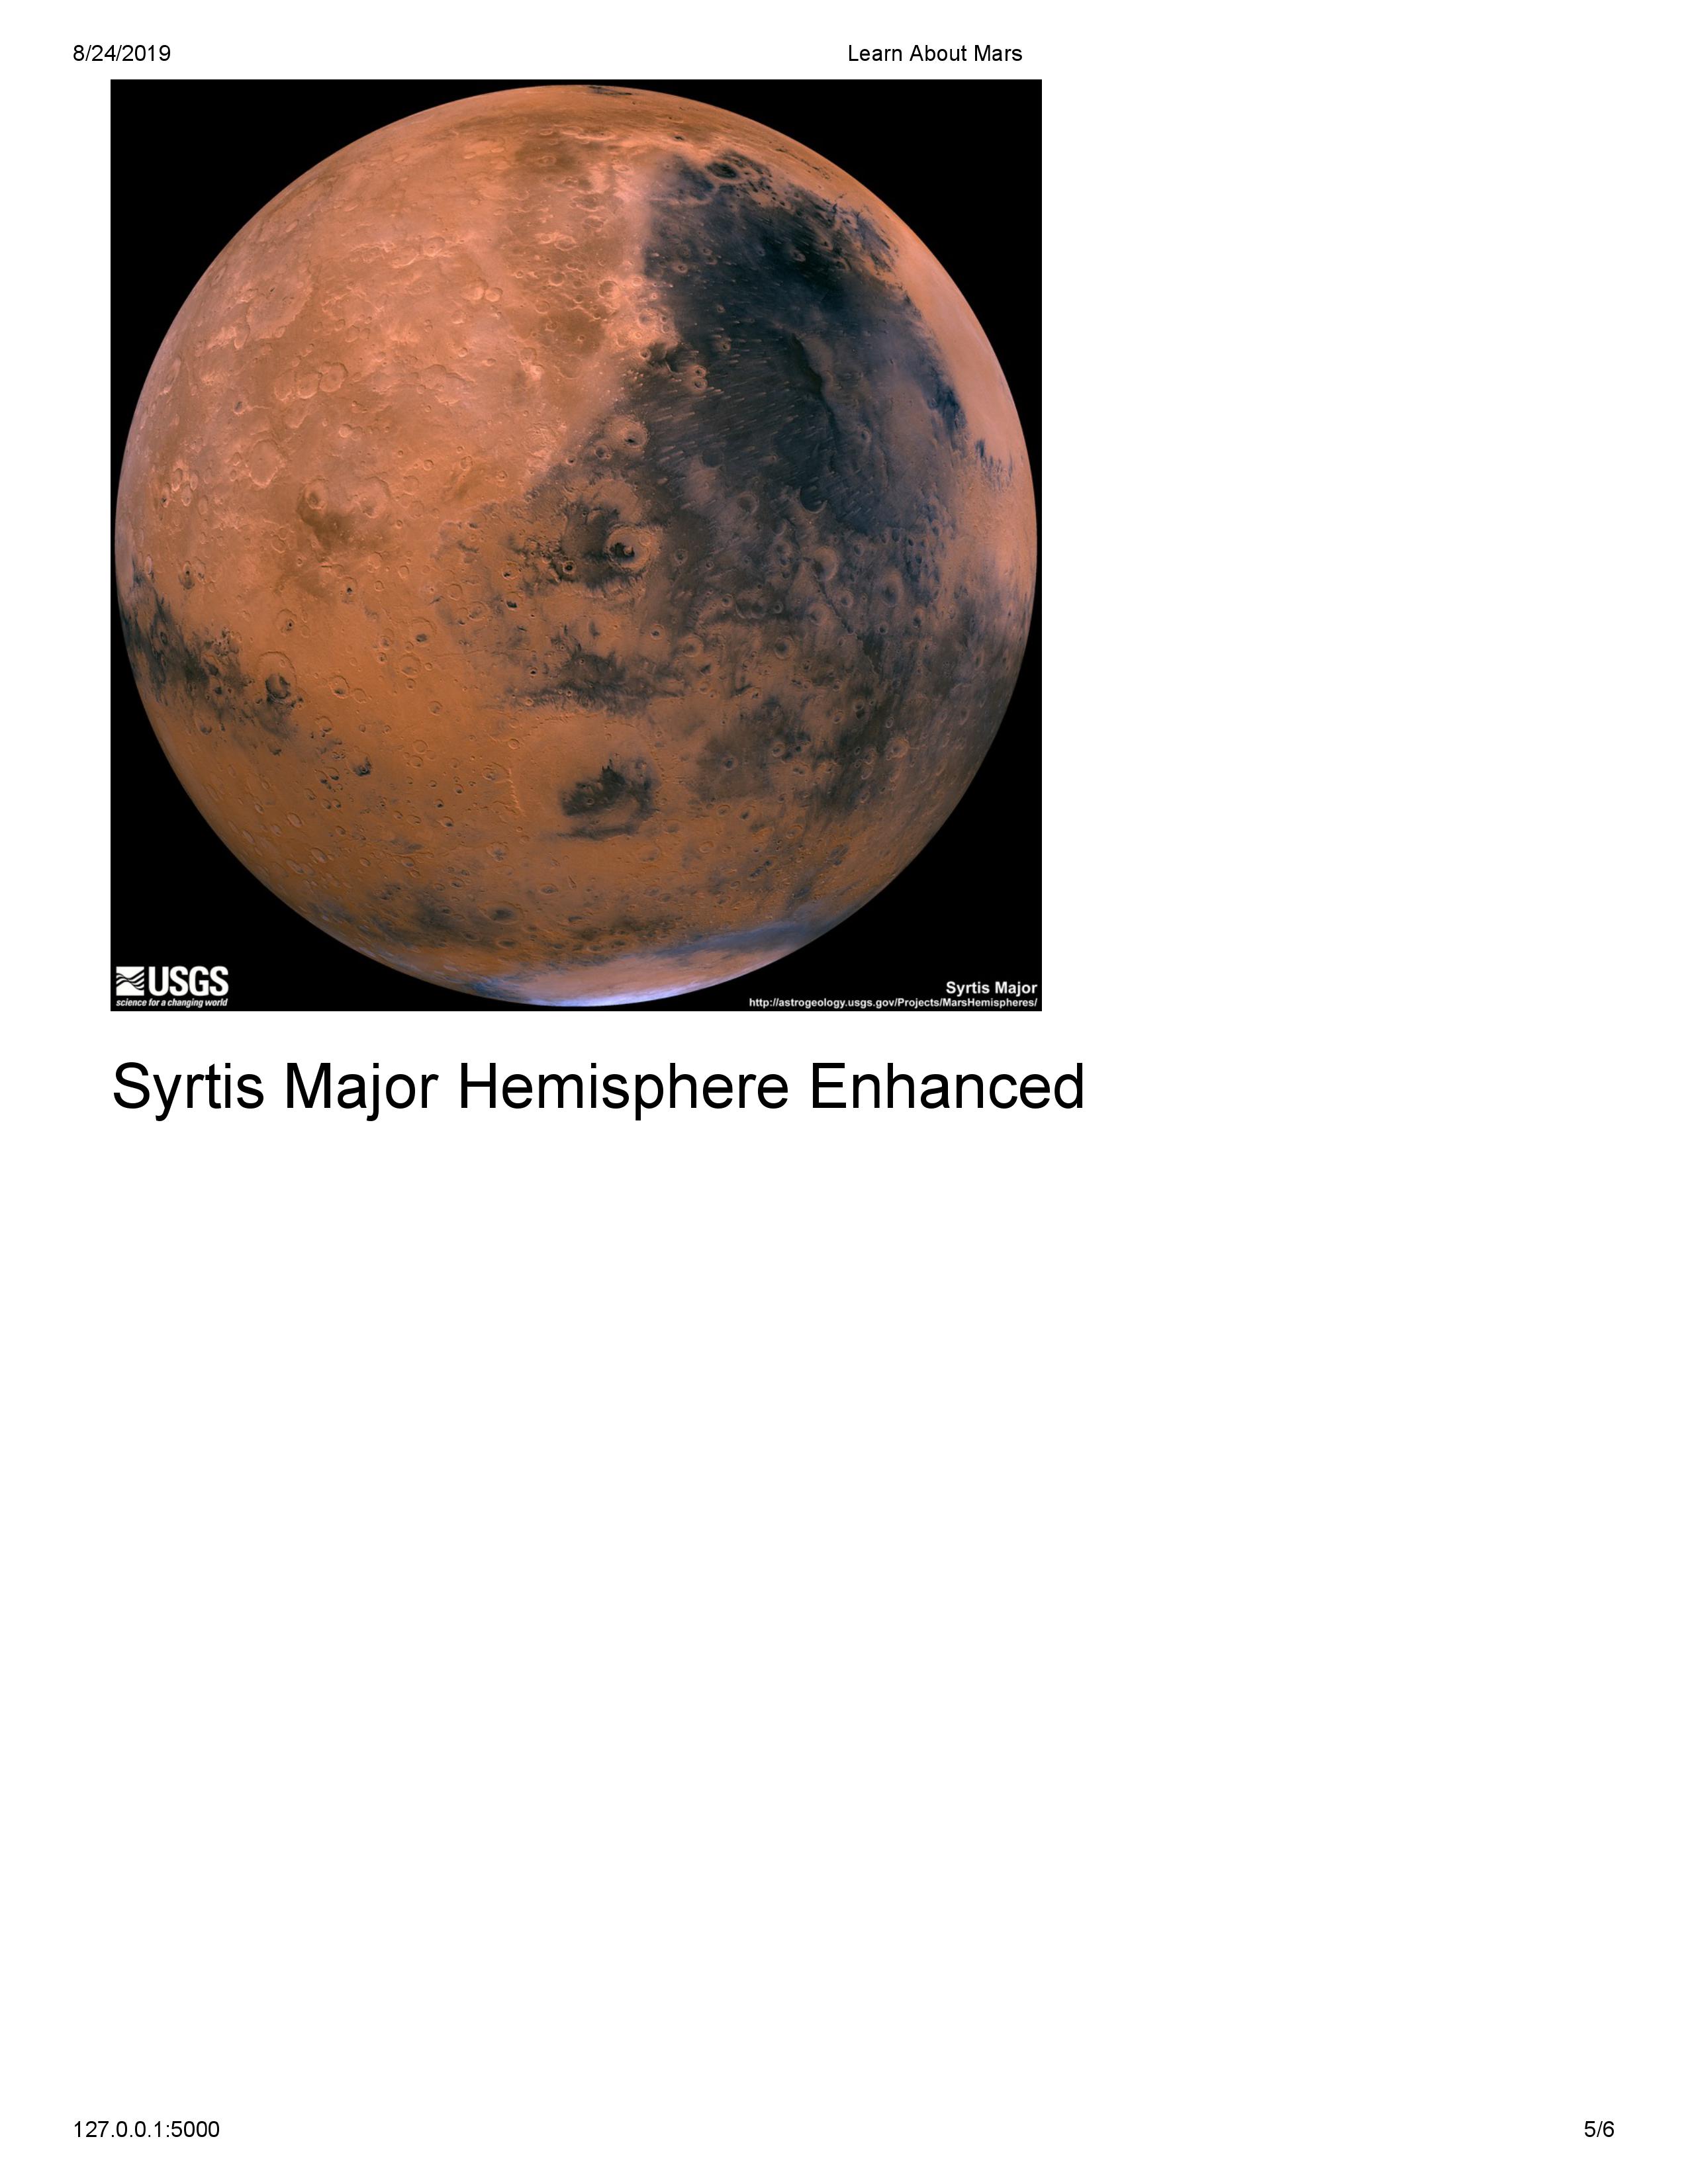 8/24/2019 Learn About Mars
USGS
science for a changing world
Syrtis Major
http://astrogeology.usgs.gov/Projects/MarsHemispheres/
Syrtis Major Hemisphere Enhanced
127.0.0.1:5000 5/6